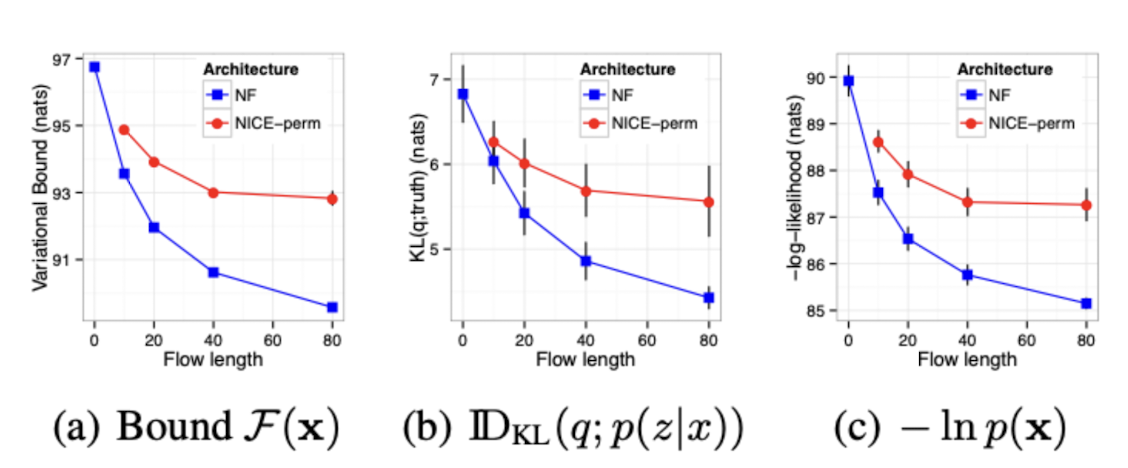 97
95
93
91
Variational Bound (nats)
Architecture
NF
NICE−perm
0 20 40 60 80
Flow length
7
6
5
KL(q;truth) (nats)
Architecture
NF
NICE−perm
0 20 40 60 80
Flow length
90
89
88
87
86
85
−log−likelihood (nats)
Architecture
NF
NICE−perm
0 20 40 60 80
Flow length
(a) Bound ℱ(𝐱)
(b) 𝔻KL(q; p(z|x))
(c) − ln p(𝐱)